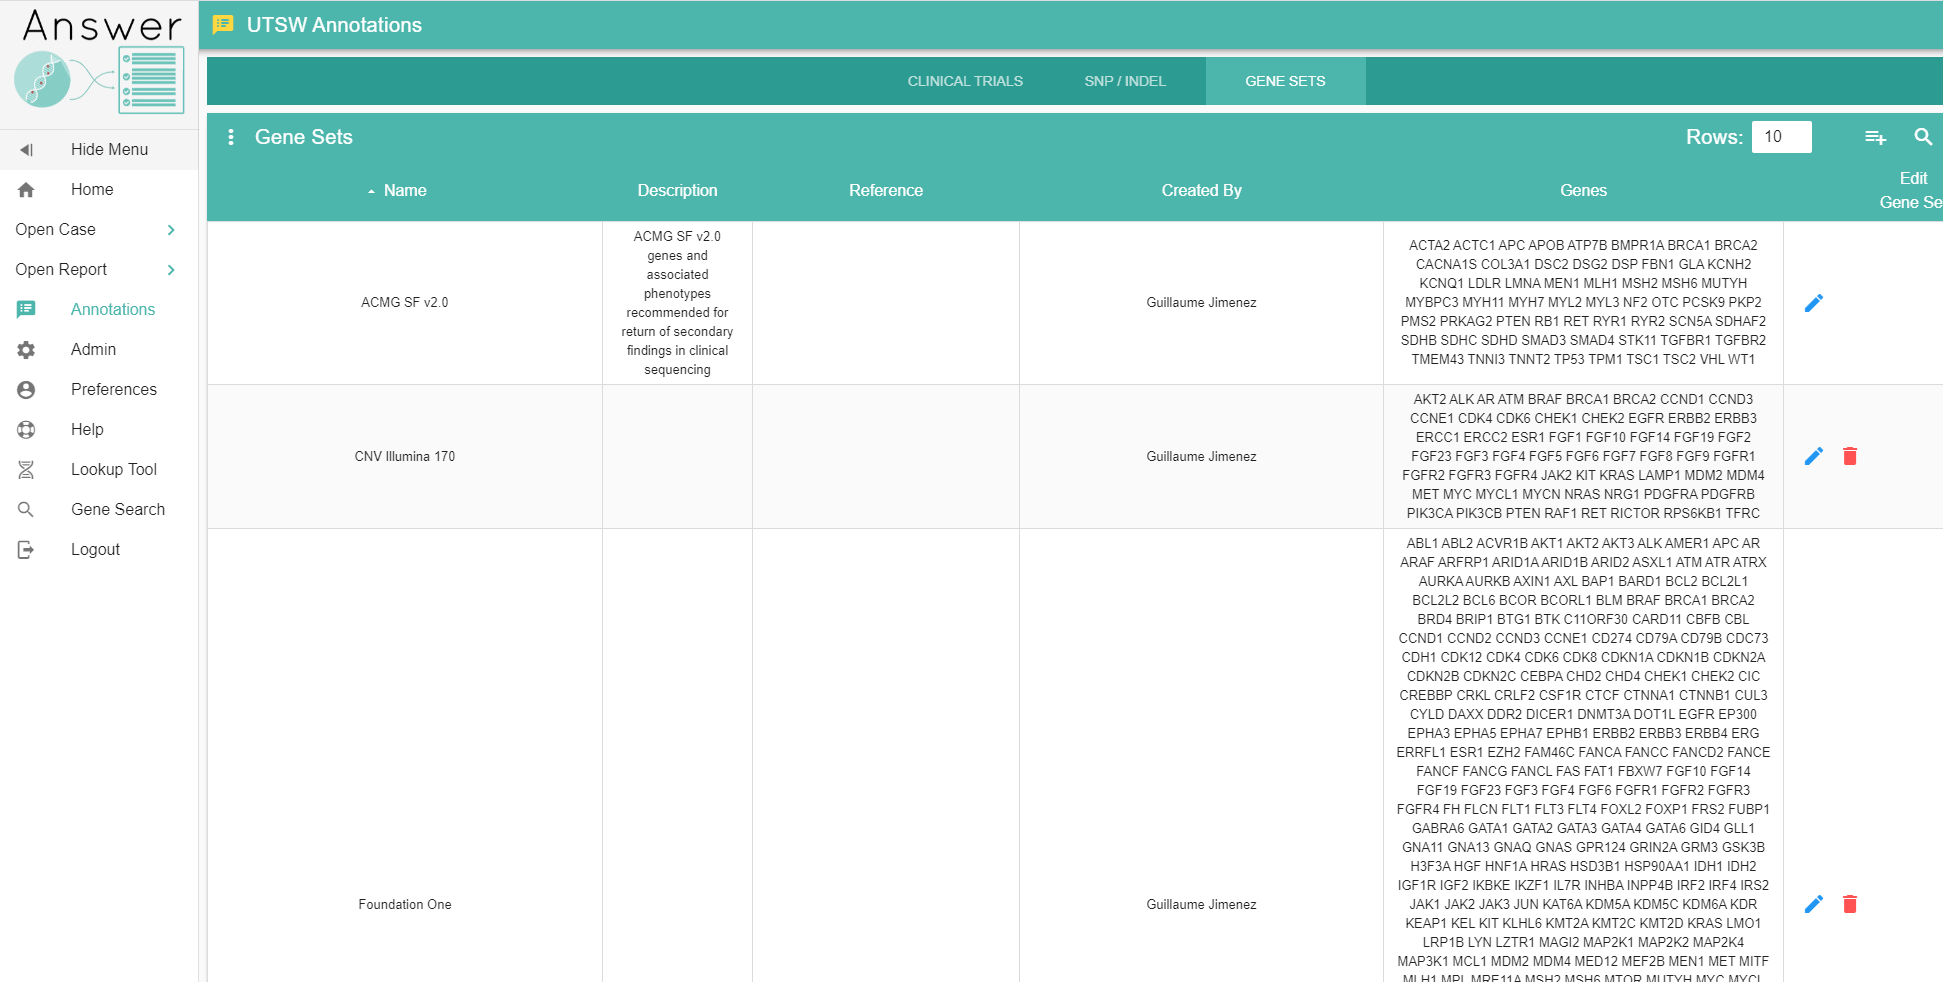 Answer
UTSW Annotations
CLINICAL TRIALS
SNP / INDEL
GENE SETS
Hide Menu
Home
Open Case
Open Report
Annotations
Admin
Preferences
Help
Lookup Tool
Gene Search
Logout
Gene Sets
Rows: 10
Name
Description
Reference
Created By
Genes
Edit
Gene Se
ACMG SF v2.0
ACMG SF v2.0
genes and
associated
phenotypes
recommended for
return of secondary
findings in clinical
sequencing
Guillaume Jimenez
ACTA2 ACTC1 APC APOB ATP7B BMPR1A BRCA1 BRCA2
CACNA1S COL3A1 DSC2 DSG2 DSP FBN1 GLA KCNH2
KCNQ1 LDLR LMNA MEN1 MLH1 MSH2 MSH6 MUTYH
MYBPC3 MYH11 MYH7 MYL2 MYL3 NF2 OTC PCSK9 PKP2
PMS2 PRKAG2 PTEN RB1 RET RYR1 RYR2 SCN5A SDHAF2
SDHB SDHC SDHD SMAD3 SMAD4 STK11 TGFBR1 TGFBR2
TMEM43 TNNI3 TNNT2 TP53 TPM1 TSC1 TSC2 VHL WT1
CNV Illumina 170
Guillaume Jimenez
AKT2 ALK AR ATM BRAF BRCA1 BRCA2 CCND1 CCND3
CCNE1 CDK4 CDK6 CHEK1 CHEK2 EGFR ERBB2 ERBB3
ERCC1 ERCC2 ESR1 FGF1 FGF10 FGF14 FGF19 FGF2
FGF23 FGF3 FGF4 FGF5 FGF6 FGF7 FGF8 FGF9 FGFR1
FGFR2 FGFR3 FGFR4 JAK2 KIT KRAS LAMP1 MDM2 MDM4
MET MYC MYCL1 MYCN NRAS NRG1 PDGFRA PDGFRB
PIK3CA PIK3CB PTEN RAF1 RET RICTOR RPS6KB1 TFRC
Foundation One
Guillaume Jimenez
ABL1 ABL2 ACVR1B AKT1 AKT2 AKT3 ALK AMER1 APC AR
ARAF ARFRP1 ARID1A ARID1B ARID2 ASXL1 ATM ATR ATRX
AURKA AURKB AXIN1 AXL BAP1 BARD1 BCL2 BCL2L1
BCL2L2 BCL6 BCOR BCORL1 BLM BRAF BRCA1 BRCA2
BRD4 BRIP1 BTG1 BTK C11ORF30 CARD11 CBFB CBL
CCND1 CCND2 CCND3 CCNE1 CD274 CD79A CD79B CDC73
CDH1 CDK12 CDK4 CDK6 CDK8 CDKN1A CDKN1B CDKN2A
CDKN2B CDKN2C CEBPA CHD2 CHD4 CHEK1 CHEK2 CIC
CREBBP CRKL CRLF2 CSF1R CTCF CTNNA1 CTNNB1 CUL3
CYLD DAXX DDR2 DICER1 DNMT3A DOT1L EGFR EP300
EPHA3 EPHA5 EPHA7 EPHB1 ERBB2 ERBB3 ERBB4 ERG
ERRFL1 ESR1 EZH2 FAM46C FANCA FANCC FANCD2 FANCE
FANCF FANCG FANCL FAS FAT1 FBXW7 FGF10 FGF14
FGF19 FGF23 FGF3 FGF4 FGF6 FGFR1 FGFR2 FGFR3
FGFR4 FH FLCN FLT1 FLT3 FLT4 FOXL2 FOXP1 FRS2 FUBP1
GABRA6 GATA1 GATA2 GATA3 GATA4 GATA6 GID4 GLL1
GNA11 GNA13 GNAQ GNAS GPR124 GRIN2A GRM3 GSK3B
H3F3A HGF HNF1A HRAS HSD3B1 HSP90AA1 IDH1 IDH2
IGF1R IGF2 IKBKE IKZF1 IL7R INHBA INPP4B IRF2 IRF4 IRS2
JAK1 JAK2 JAK3 JUN KAT6A KDM5A KDM5C KDM6A KDR
KEAP1 KEL KIT KLHL6 KMT2A KMT2C KMT2D KRAS LMO1
LRP1B LYN LZTR1 MAGI2 MAP2K1 MAP2K2 MAP2K4
MAP3K1 MCL1 MDM2 MDM4 MED12 MEF2B MEN1 MET MITF
MLH1 MPL MRE11A MSH2 MSH6 MTOR MUTYH MYC MYCL